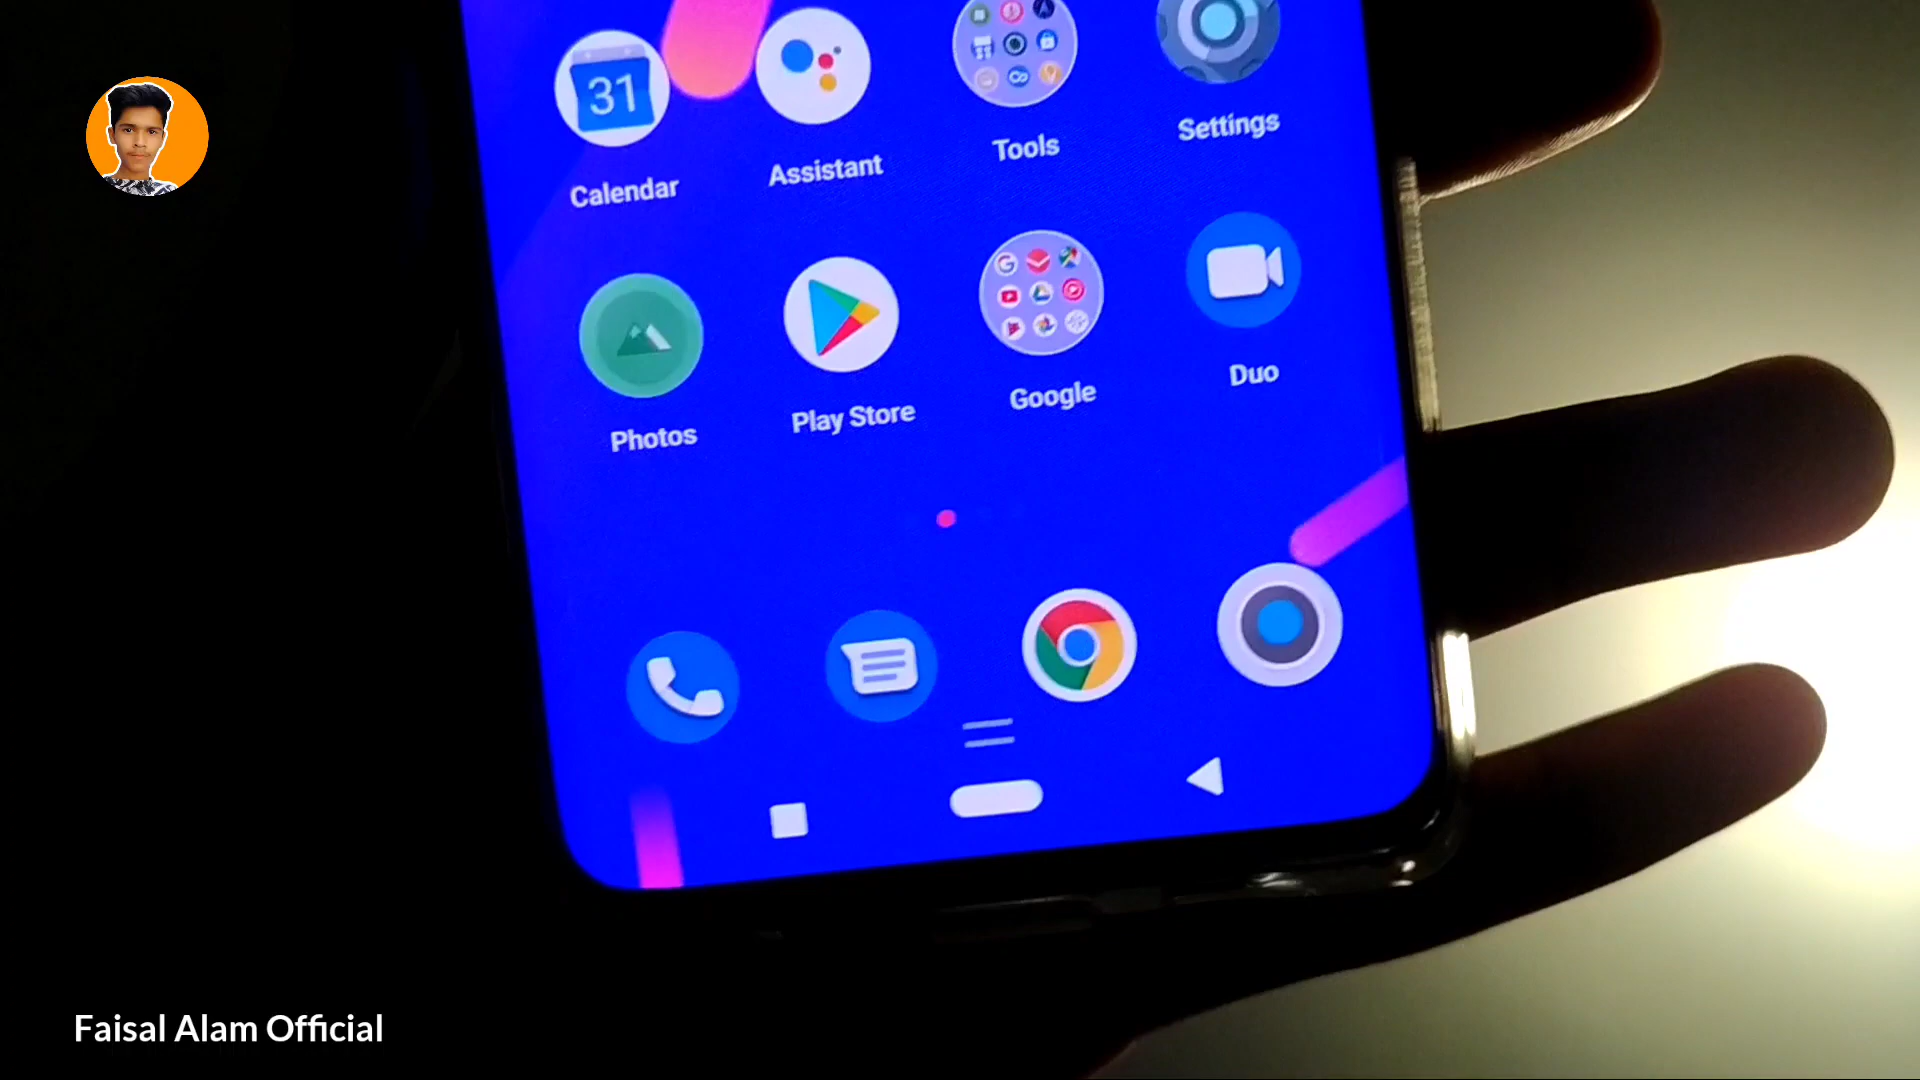 31
Calendar
Assistant
Tools
Settings
Photos
Play Store
Google
Duo
Faisal Alam Official